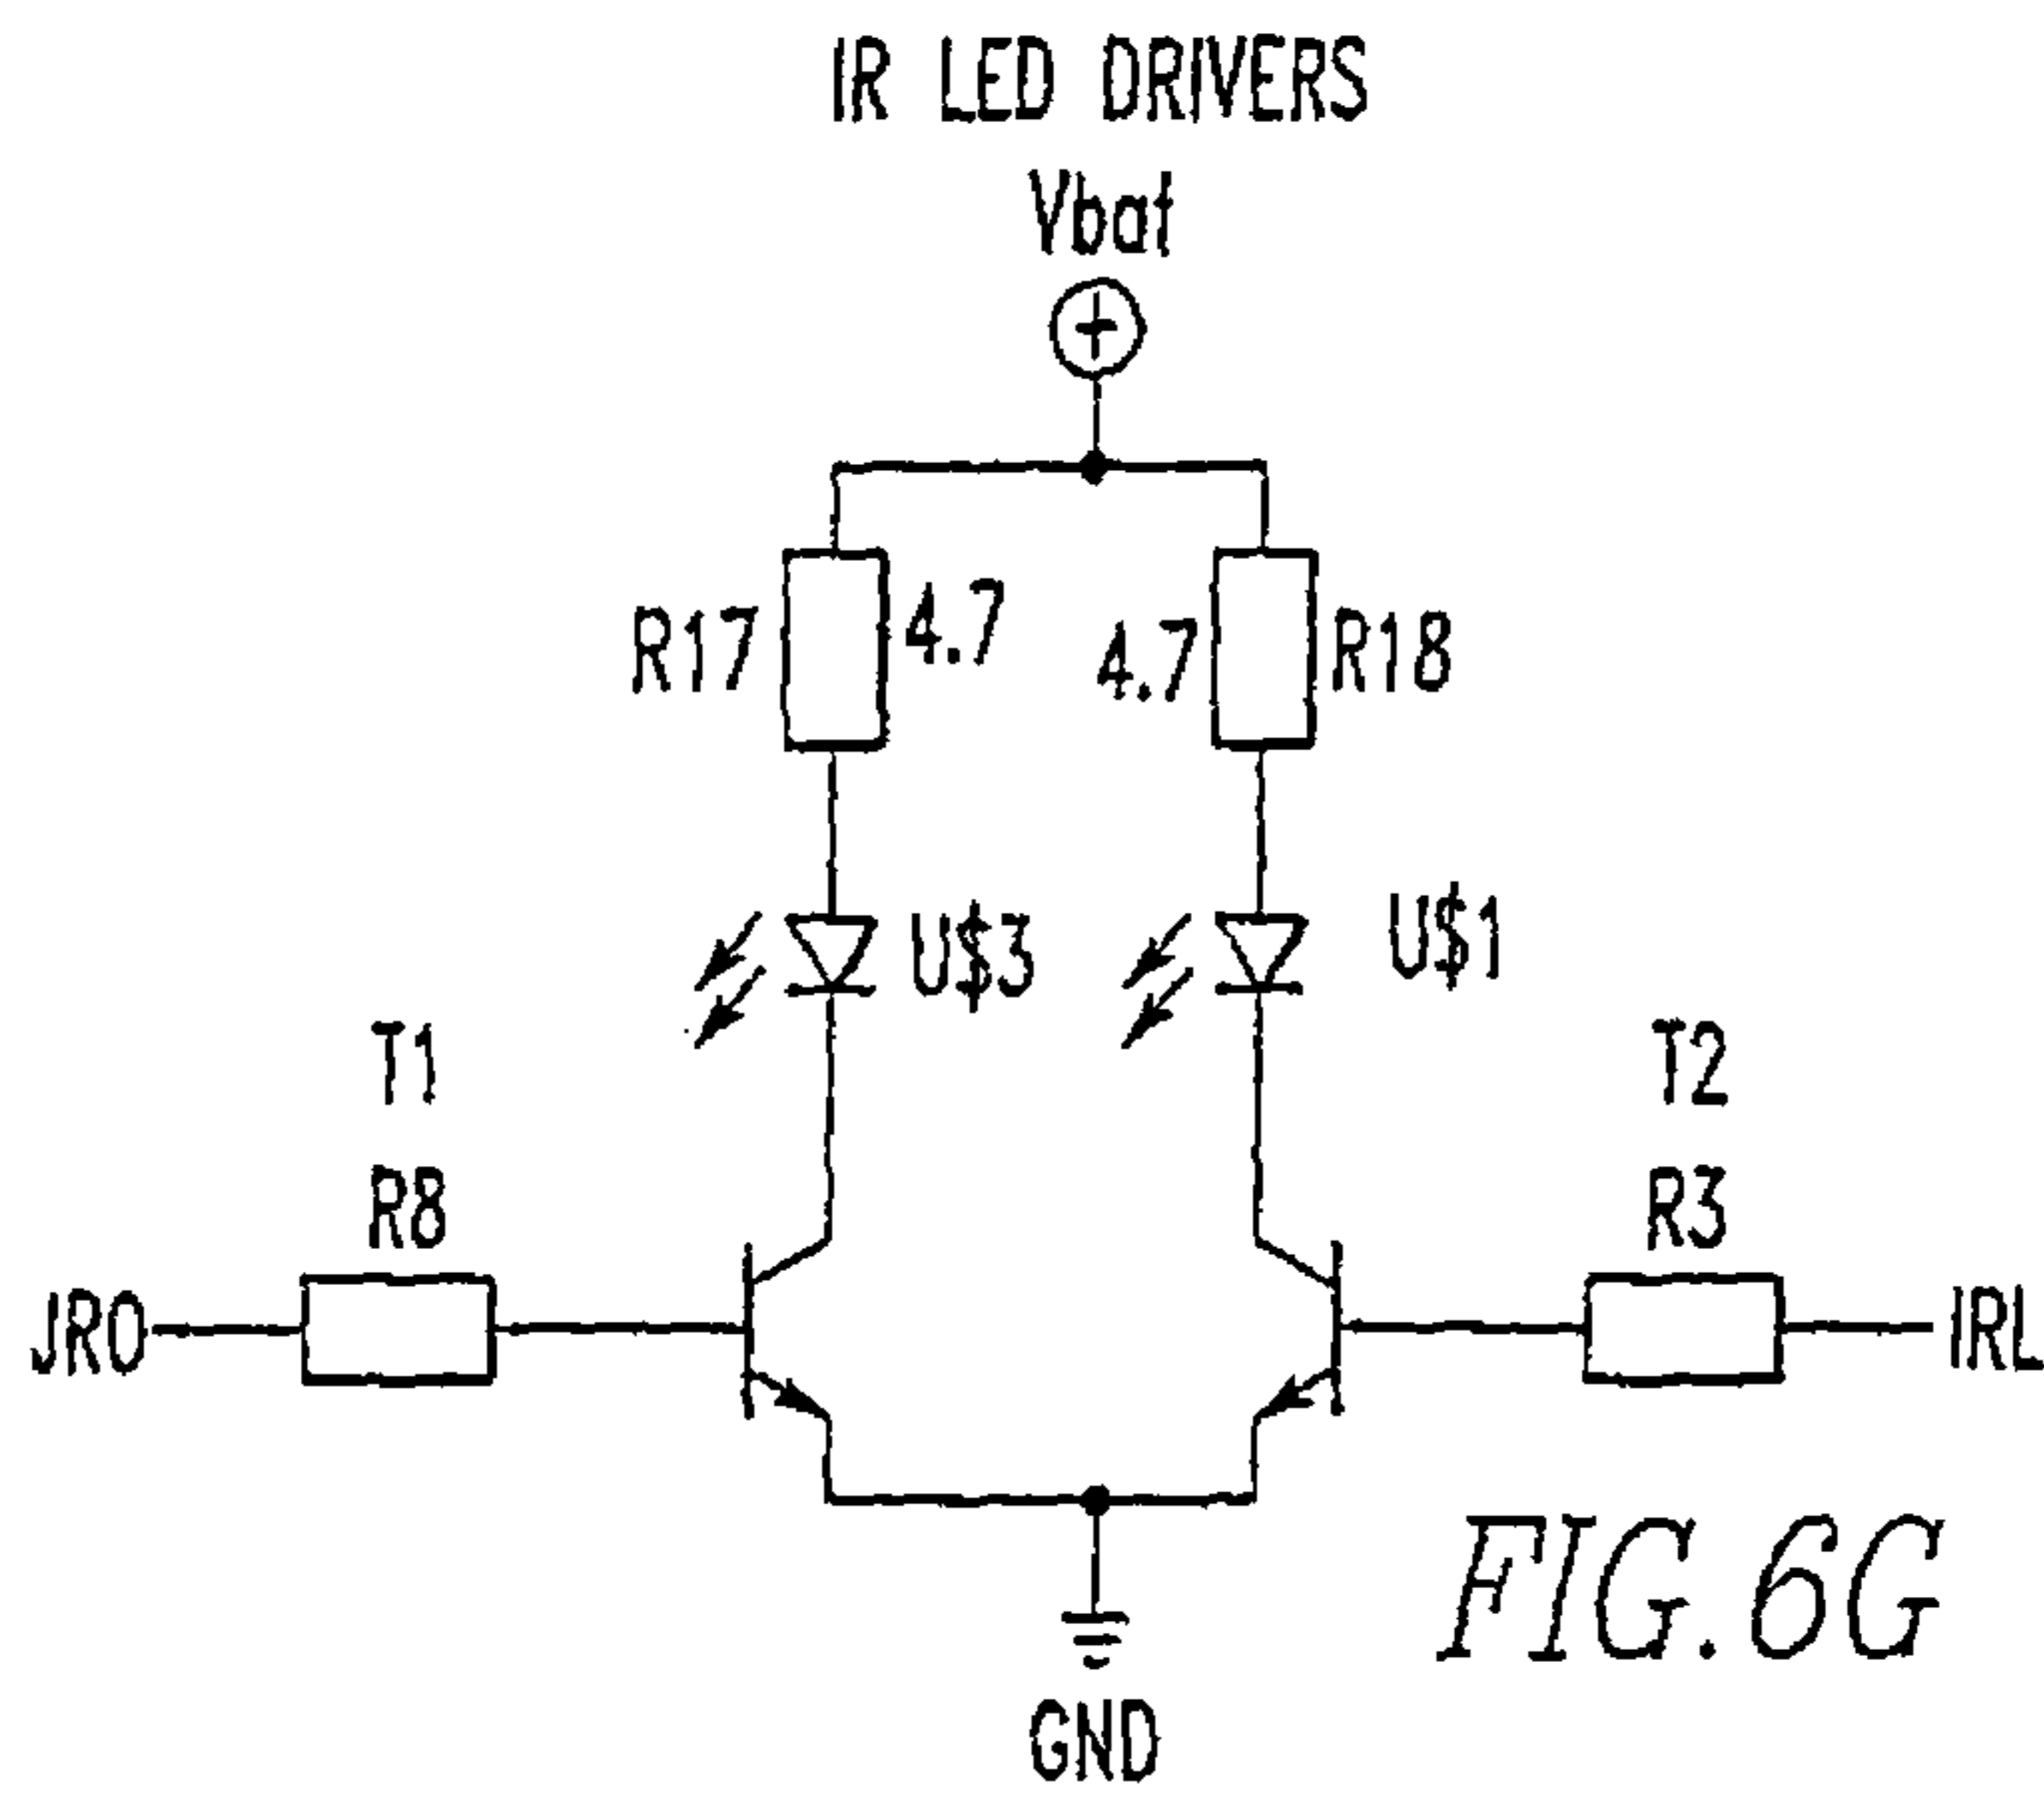 IR LED DRIVERS
Vbat
R17
4.7
4.7
R18
U$3
U$1
T1
T2
R8
R3
JRO
IRL
FIG. 6G
GND